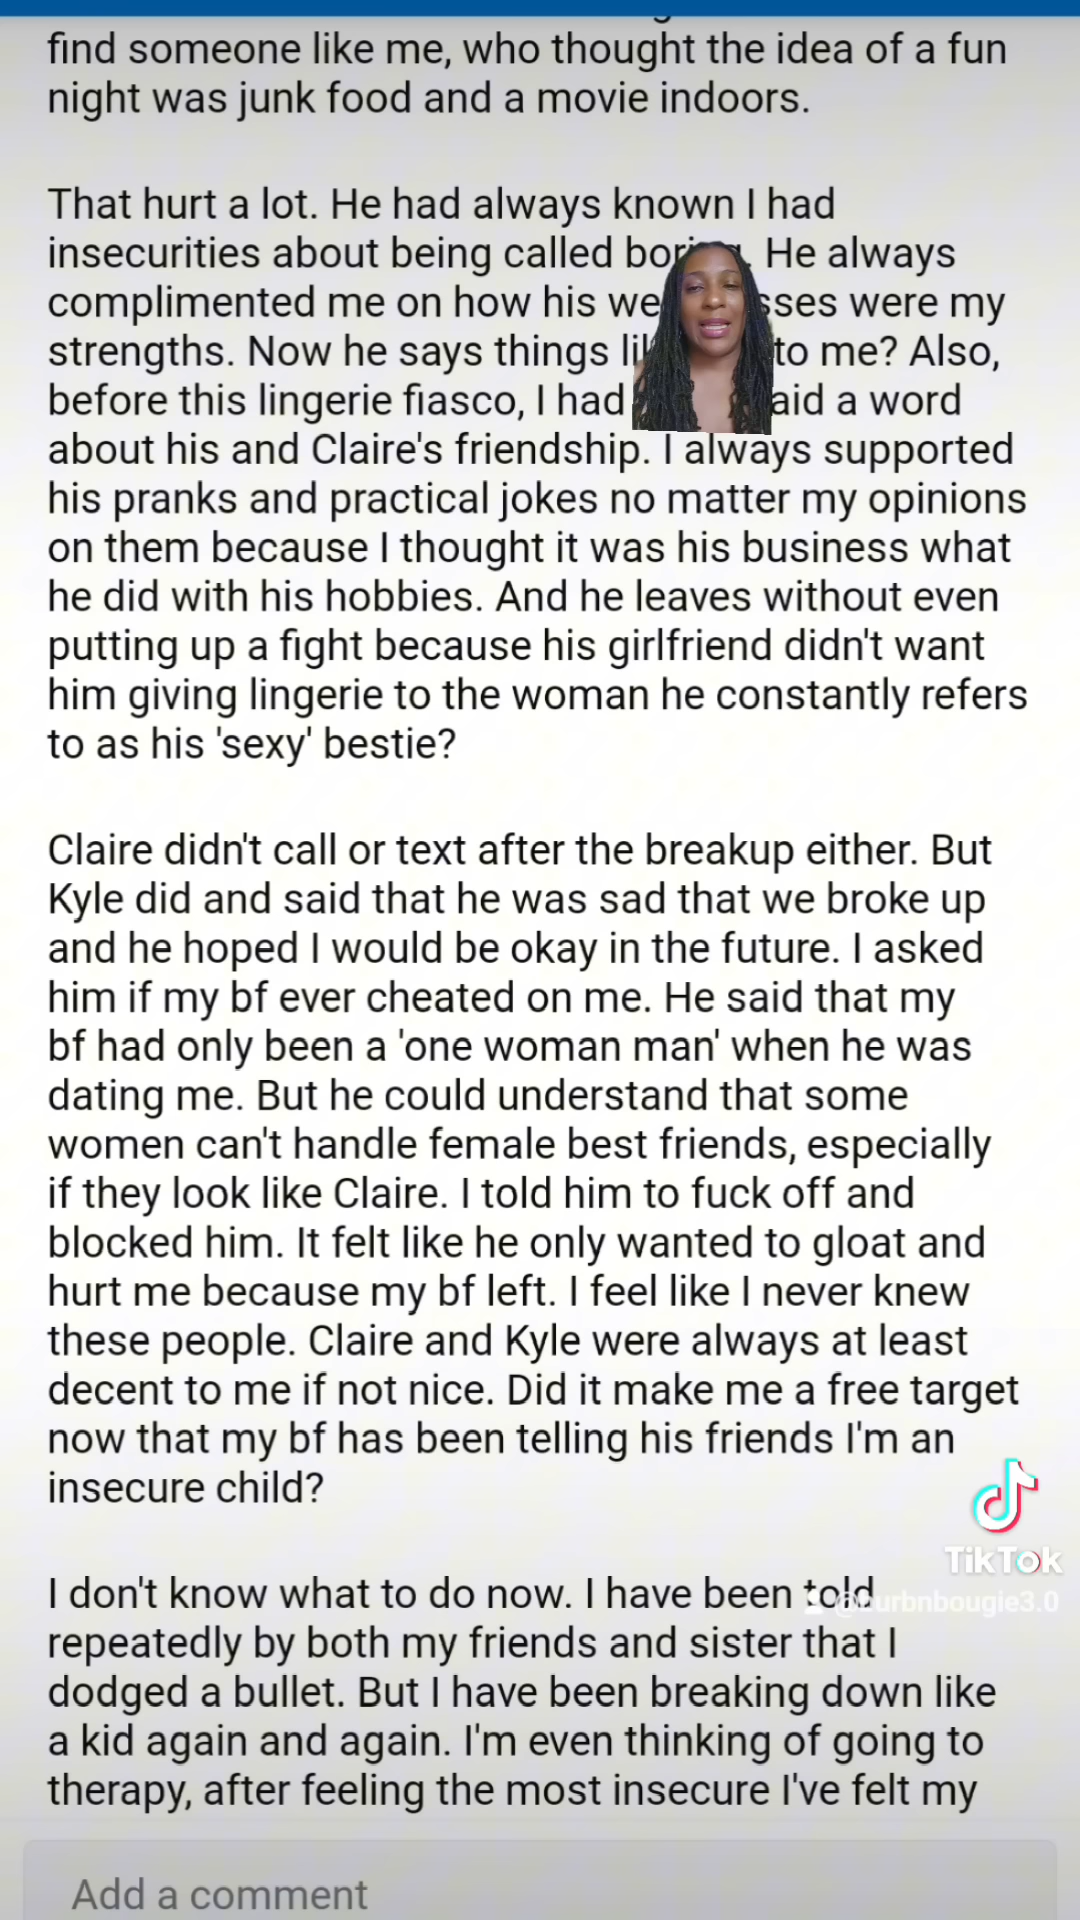 find someone like me, who thought the idea of a fun
night was junk food and a movie indoors.
That hurt a lot. He had always known I had
insecurities about being called He always
complimented me on how his were my
strengths. Now he says things to me? Also,
before this lingerie fiasco, I had a word
about his and Claire's friendship. I always supported
his pranks and practical jokes no matter my opinions
on them because I thought it was his business what
he did with his hobbies. And he leaves without even
putting up a fight because his girlfriend didn't want
him giving lingerie to the woman he constantly refers
to as his 'sexy' bestie?
Claire didn't call or text after the breakup either. But
Kyle did and said that he was sad that we broke up
and he hoped I would be okay in the future. I asked
him if my bf ever cheated on me. He said that my
bf had only been a 'one woman man' when he was
dating me. But he could understand that some
women can't handle female best friends, especially
if they look like Claire. I told him to fuck off and
blocked him. It felt like he only wanted to gloat and
hurt me because my bf left. I feel like I never knew
these people. Claire and Kyle were always at least
decent to me if not nice. Did it make me a free target
now that my bf has been telling his friends I'm an
insecure child?
TikTok
I don't know what to do now. I have been told
repeatedly by both my friends and sister that I
dodged a bullet. But I have been breaking down like
a kid again and again. I'm even thinking of going to
therapy, after feeling the most insecure I've felt my
Add a comment